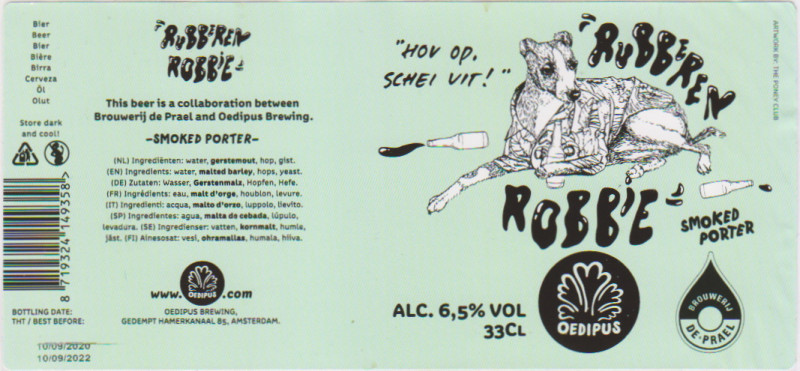 Bier
Beer
Bier
Bière
Birra
Cerveza
Öl
Olut
Store dark
and cool!
8 719324 149358
BOTTLING DATE:
THT / BEST BEFORE:
10/09/2020
10/09/2022
RUBBEREN
ROBBIE
This beer is a collaboration between
Brouwerij de Prael and Oedipus Brewing.
-SMOKED PORTER-
(NL) Ingrediënten: water, gerstemout, hop, gist.
(EN) Ingredients: water, malted barley, hops, yeast.
(DE) Zutaten: Wasser, Gerstenmalz, Hopfen, Hefe.
(FR) Ingrédients: eau, malt d'orge, houblon, levure.
(IT) Ingredienti: acqua, malto d'orzo, luppolo, lievito.
(SP) Ingredientes: agua, malta de cebada, lúpulo,
levadura. (SE) Ingredienser: vatten, kornmalt, humle,
jäst. (FI) Ainesosat: vesi, ohramallas, humala, hiiva.
www.OEDIPUS.com
OEDIPUS BREWING,
GEDEMPT HAMERKANAAL 85, AMSTERDAM.
"HOU OP,
SCHEI UIT!"
RUBBEREN
ROBBIE
SMOKED
PORTER
ALC. 6,5% VOL
33CL
OEDIPUS
BROUWERIJ
DE·PRAEL
ARTWORK BY: THE PONEY CLUB